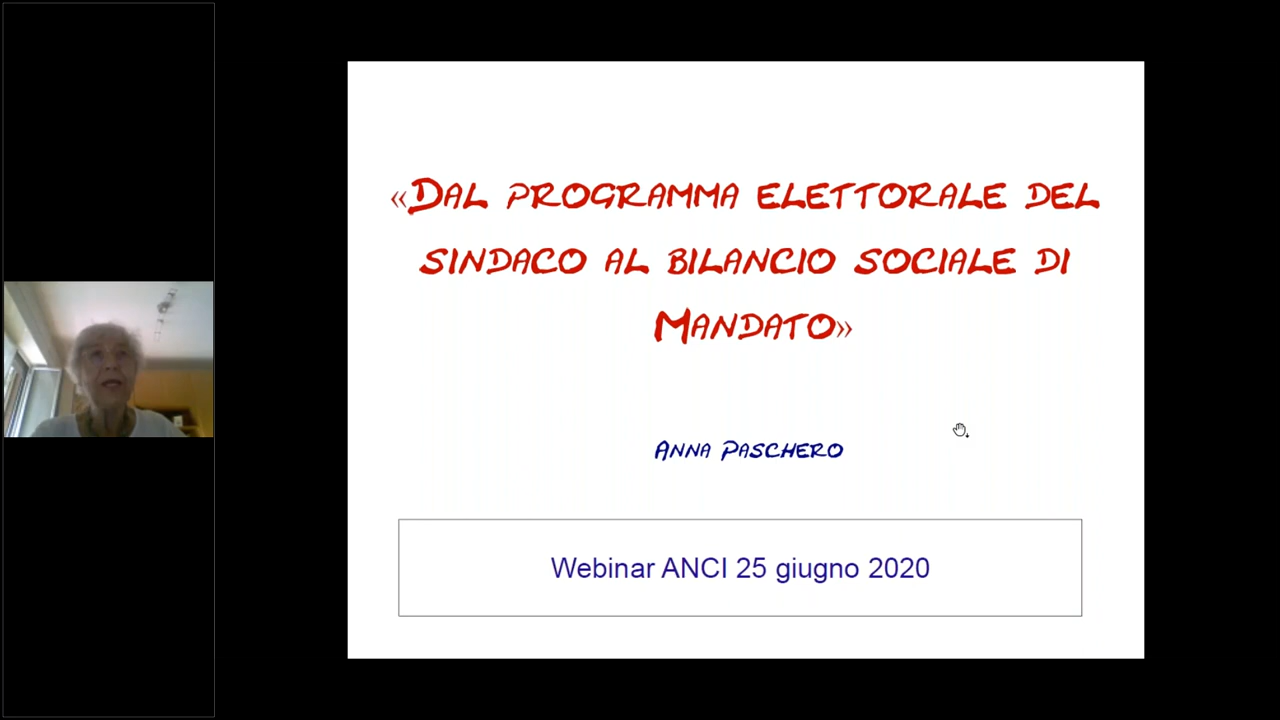 «Dal programma elettorale del
sindaco al bilancio sociale di
Mandato»
Anna Paschero
Webinar ANCI 25 giugno 2020